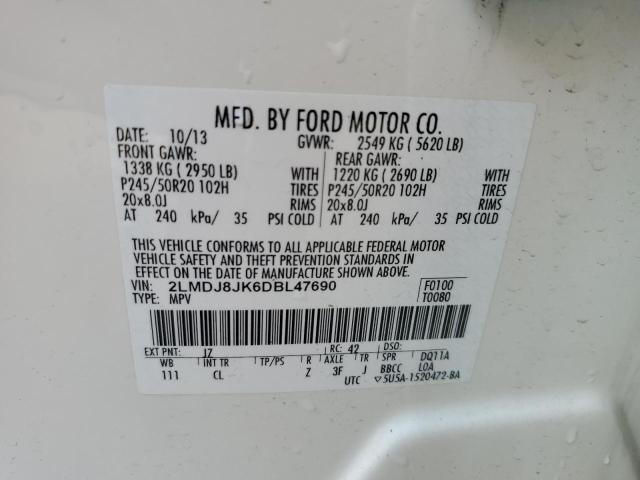 MFD. BY FORD MOTOR CO.
DATE: 10/13 GVWR: 2549 KG ( 5620 LB)
FRONT GAWR: REAR GAWR:
1338 KG ( 2950 LB) WITH 1220 KG ( 2690 LB) WITH
P245/50R20 102H TIRES P245/50R20 102H TIRES
20x8.0J RIMS 20x8.0J RIMS
AT 240 kPa/ 35 PSI COLD AT 240 kPa/ 35 PSI COLD
THIS VEHICLE CONFORMS TO ALL APPLICABLE FEDERAL MOTOR
VEHICLE SAFETY AND THEFT PREVENTION STANDARDS IN
EFFECT ON THE DATE OF MANUFACTURE SHOWN ABOVE.
VIN: 2LMDJ8JK6DBL47690 F0100
TYPE: MPV T0080
EXT PNT: JZ RC: 42 DSO:
WB INT TR TP/PS R AXLE TR SPR DQ11A
111 CL Z 3F J BBCC LOA
UTC ▽5U5A-1520472-BA